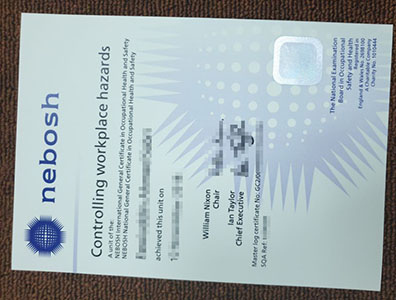 nebosh
Controlling workplace hazards
A unit of the:
NEBOSH International General Certificate in Occupational Health and Safety
NEBOSH National General Certificate in Occupational Health and Safety
achieved this unit on
William Nixon
Chair
Ian Taylor
Chief Executive
Master log certificate No: GC2/
SQA Ref:
The National Examination
Board in Occupational
Safety and Health
Registered in
England & Wales No. 2698100
A Charitable Company
Charity No. 1010444